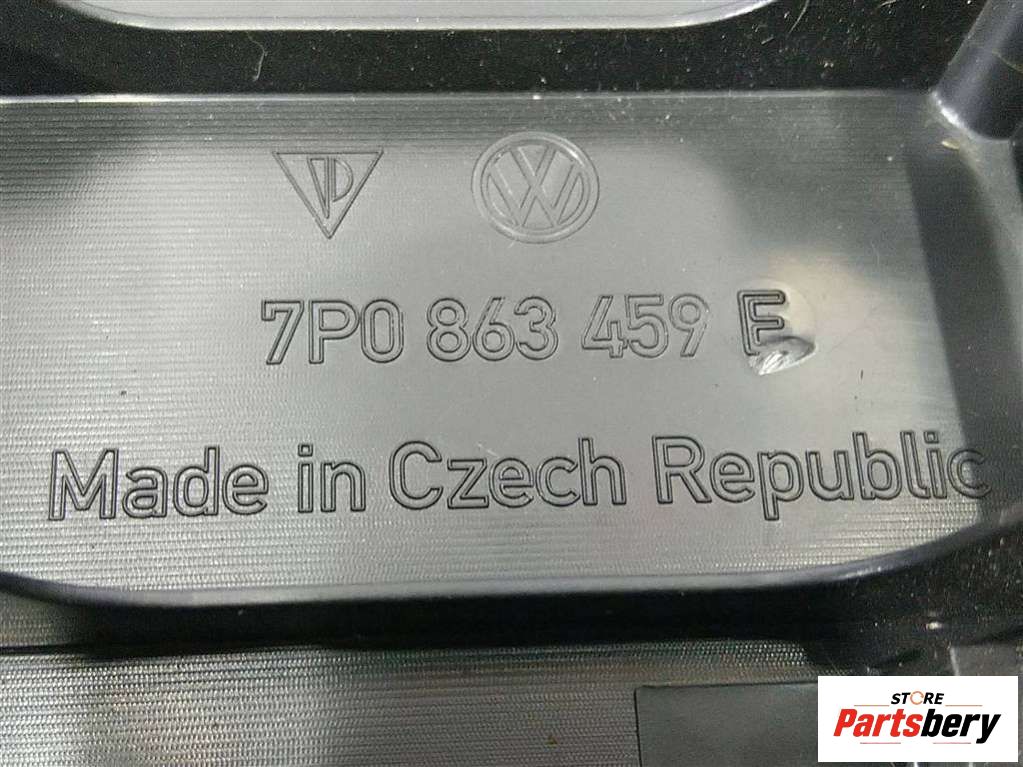 7P0 863 459 E
Made in Czech Republic
STORE
Partsbery